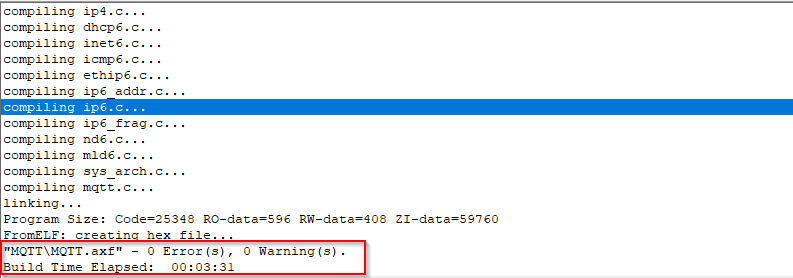 compiling ip4.c...
compiling dhcp6.c...
compiling inet6.c...
compiling icmp6.c...
compiling ethip6.c...
compiling ip6_addr.c...
compiling ip6.c...
compiling ip6_frag.c...
compiling nd6.c...
compiling mld6.c...
compiling sys_arch.c...
compiling mqtt.c...
linking...
Program Size: Code=25348 RO-data=596 RW-data=408 ZI-data=59760
FromELF: creating hex file...
"MQTT\MQTT.axf" - 0 Error(s), 0 Warning(s).
Build Time Elapsed:  00:03:31